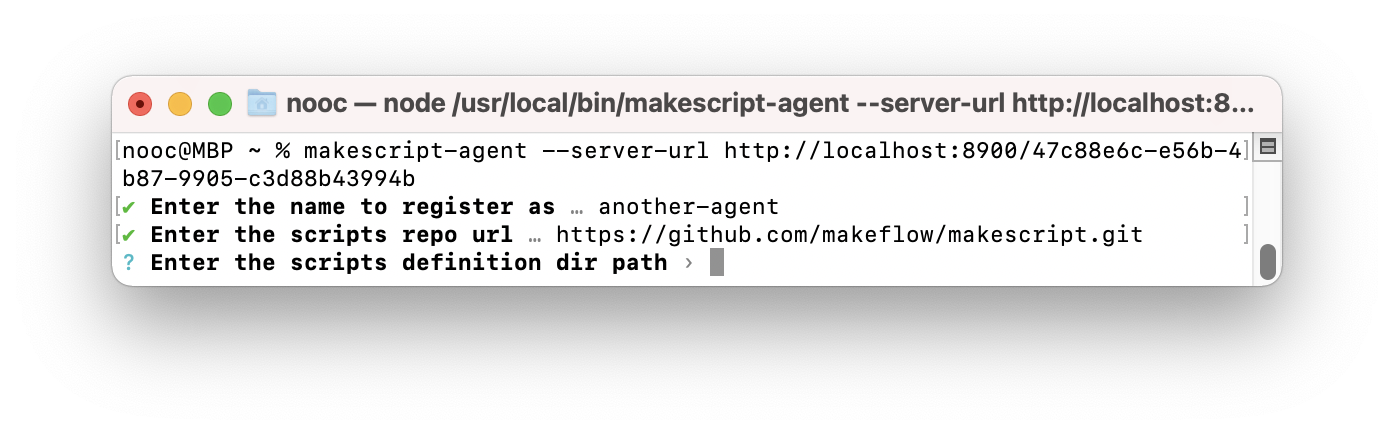 nooc — node /usr/local/bin/makescript-agent --server-url http://localhost:8...
[nooc@MBP ~ % makescript-agent --server-url http://localhost:8900/47c88e6c-e56b-4]
b87-9905-c3d88b43994b
[✔ Enter the name to register as … another-agent ]
[✔ Enter the scripts repo url … https://github.com/makeflow/makescript.git ]
? Enter the scripts definition dir path ›